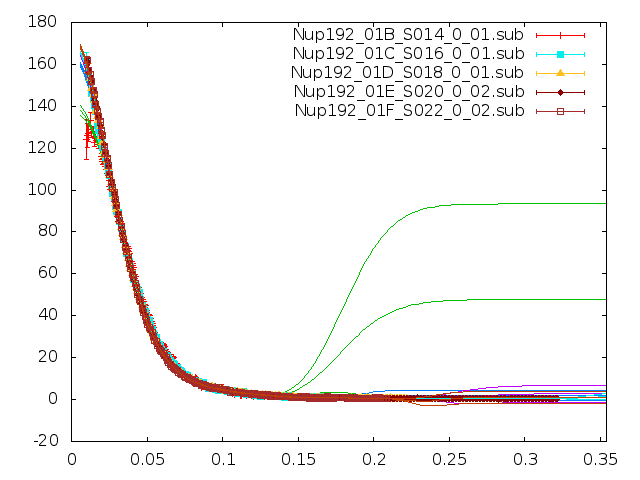 180
160
140
120
100
80
60
40
20
0
-20
Nup192_01B_S014_0_01.sub
Nup192_01C_S016_0_01.sub
Nup192_01D_S018_0_01.sub
Nup192_01E_S020_0_02.sub
Nup192_01F_S022_0_02.sub
0 0.05 0.1 0.15 0.2 0.25 0.3 0.35